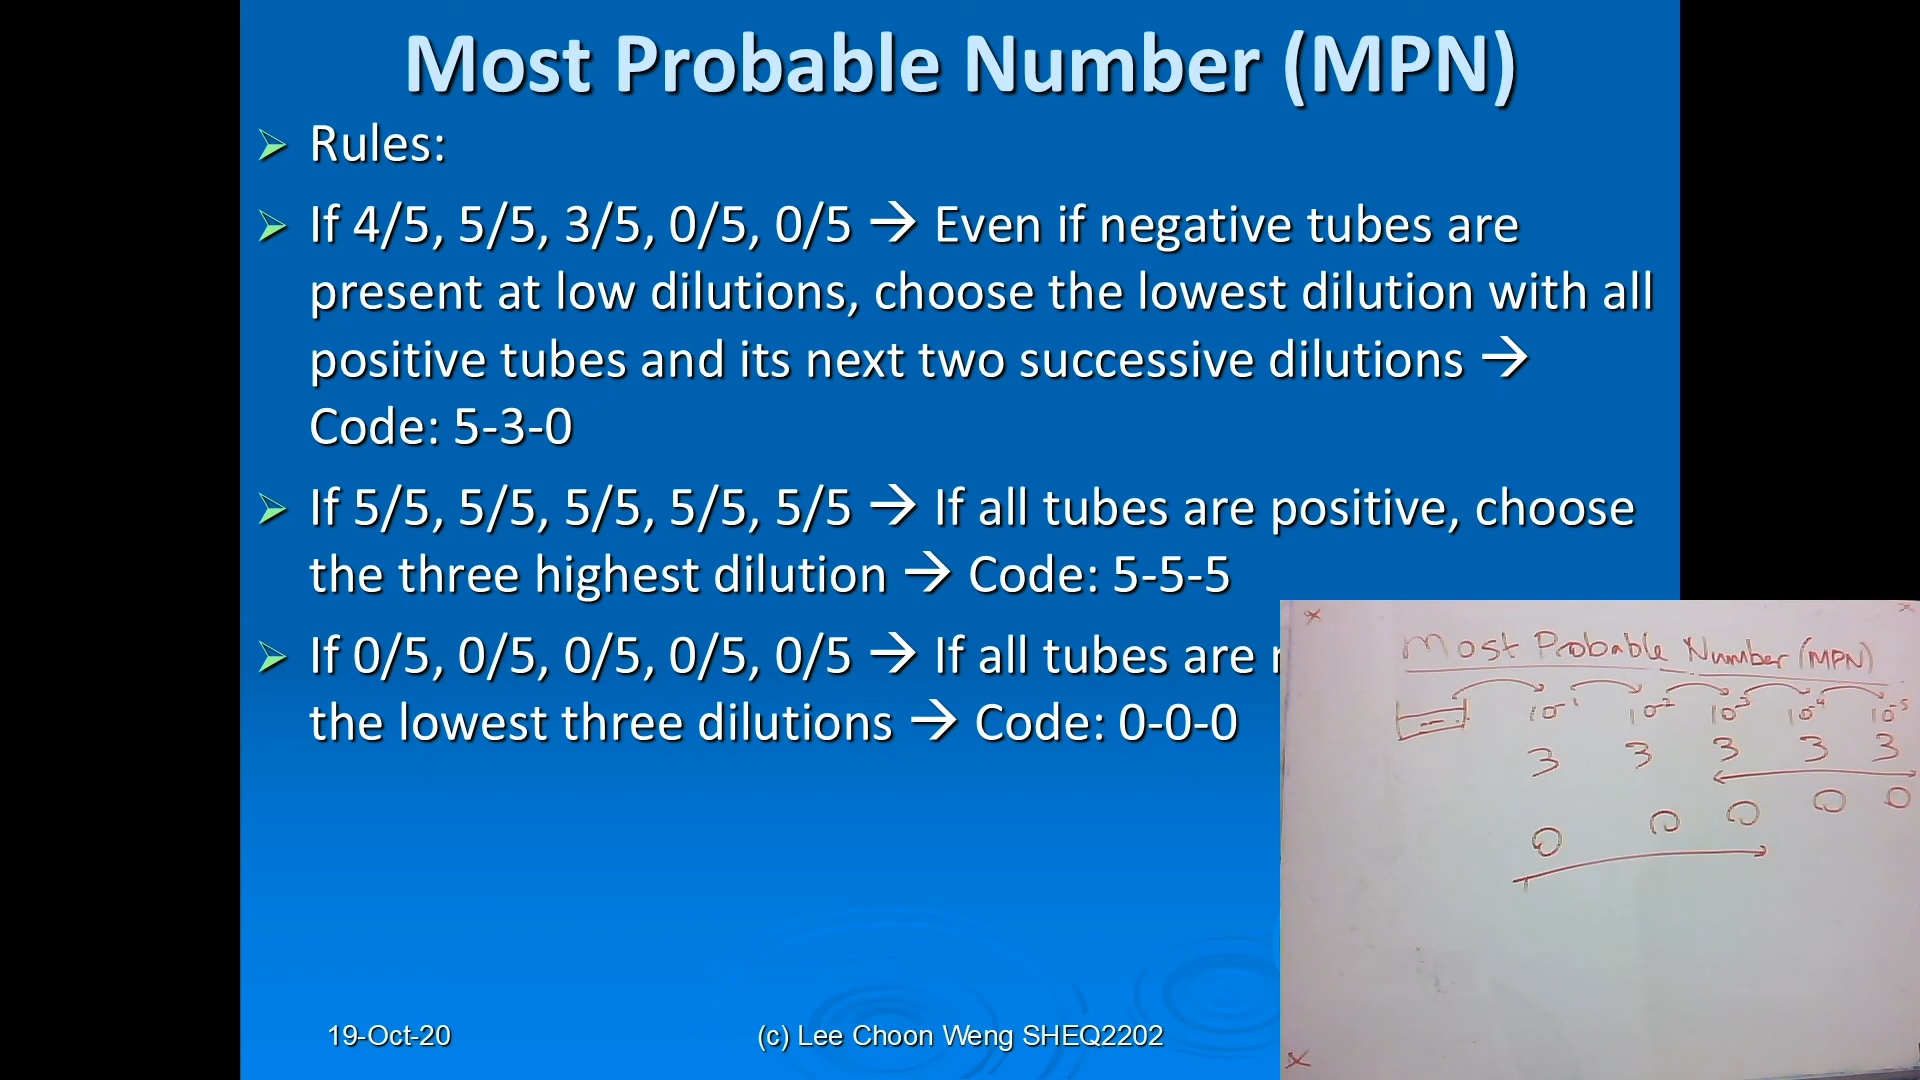 Most Probable Number (MPN)
Rules:
If 4/5, 5/5, 3/5, 0/5, 0/5 → Even if negative tubes are
present at low dilutions, choose the lowest dilution with all
positive tubes and its next two successive dilutions →
Code: 5-3-0
If 5/5, 5/5, 5/5, 5/5, 5/5 → If all tubes are positive, choose
the three highest dilution → Code: 5-5-5
If 0/5, 0/5, 0/5, 0/5, 0/5 → If all tubes are
the lowest three dilutions → Code: 0-0-0
19-Oct-20
(c) Lee Choon Weng SHEQ2202
Most Probable Number (MPN)
10⁻¹ 10⁻² 10⁻³ 10⁻⁴ 10⁻⁵
3 3 3 3 3
0 0 0 0 0